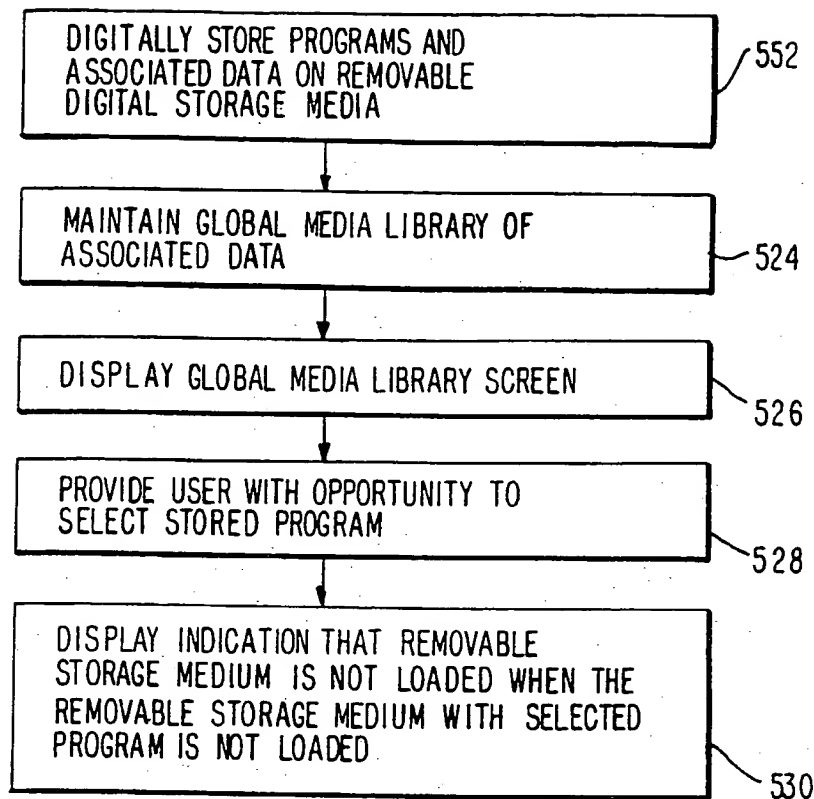 DIGITALLY STORE PROGRAMS AND
ASSOCIATED DATA ON REMOVABLE
DIGITAL STORAGE MEDIA
552
MAINTAIN GLOBAL MEDIA LIBRARY OF
ASSOCIATED DATA
524
DISPLAY GLOBAL MEDIA LIBRARY SCREEN
526
PROVIDE USER WITH OPPORTUNITY TO
SELECT STORED PROGRAM
528
DISPLAY INDICATION THAT REMOVABLE
STORAGE MEDIUM IS NOT LOADED WHEN THE
REMOVABLE STORAGE MEDIUM WITH SELECTED
PROGRAM IS NOT LOADED
530